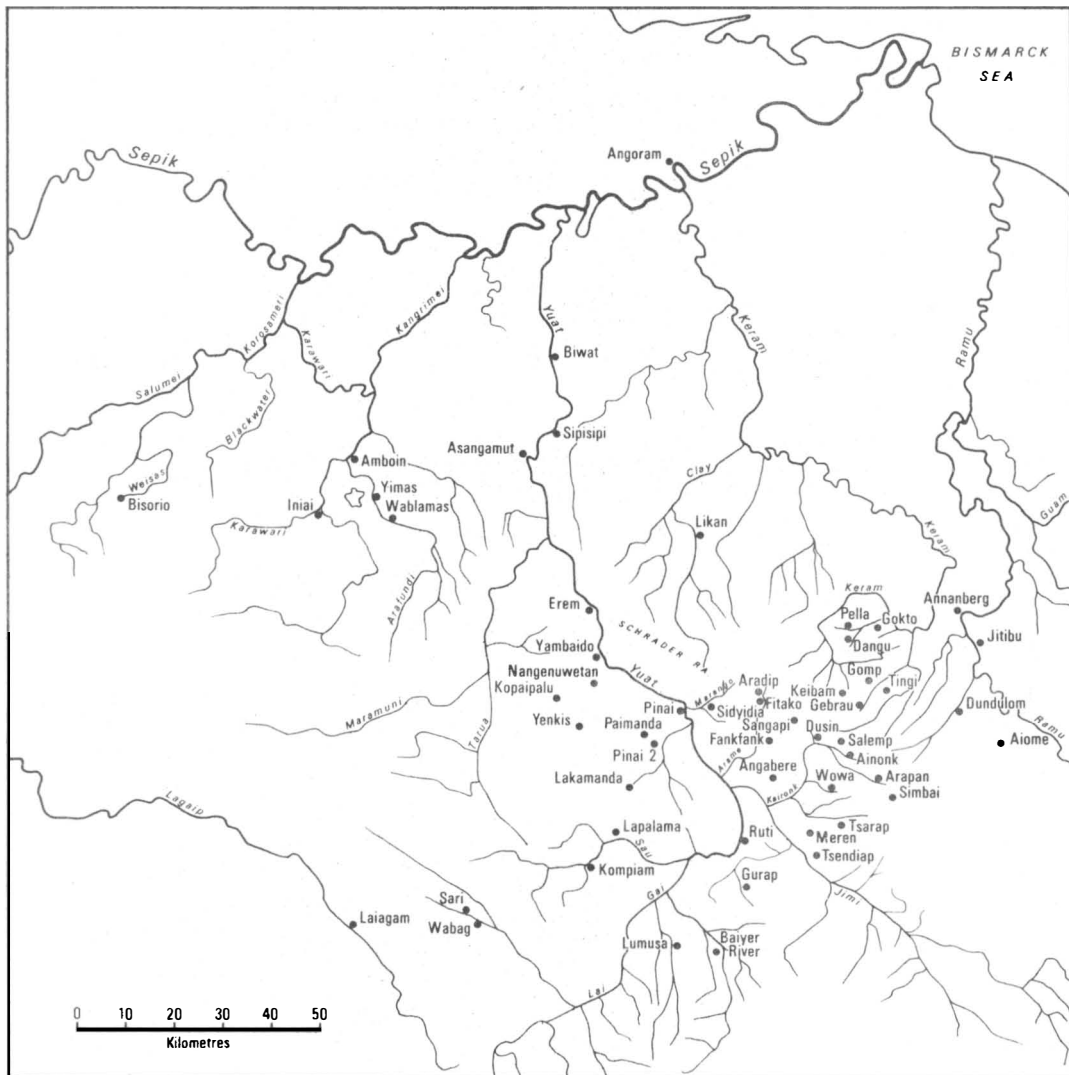 BISMARCK
SEA
Sepik
Angoram
Sepik
Korosameri
Karawari
Kangrimei
Yuat
Keram
Ramu
Biwat
Salumei
Blackwater
Sipisipi
Asangamut
Amboin
Clay
Weisas
Bisorio
Yimas
Iniai
Wablamas
Guam
Karawari
Likan
Keram
Arafundi
Erem
Keram
Annanberg
SCHRADER RA
Pella
Gokto
Jitibu
Yambaido
Dangu
Yuat
Nangenuwetan
Gomp
Tingi
Kopaipalu
Marengo
Aradip
Keibam
Maramuni
Tarua
Pinai
Sidyidia
Fitako
Gebrau
Dundulom
Ramu
Yenkis
Paimanda
Sangapi
Dusin
Pinai 2
Fankfank
Salemp
Aiome
Arame
Ainonk
Lakamanda
Angabere
Wowa
Arapan
Kaironk
Simbai
Lagaip
Lapalama
Sau
Ruti
Tsarap
Meren
Tsendiap
Kompiam
Gurap
Gai
Jimi
Sari
Laiagam
Wabag
Lumusa
Baiyer
River
Lai
0 10 20 30 40 50
Kilometres